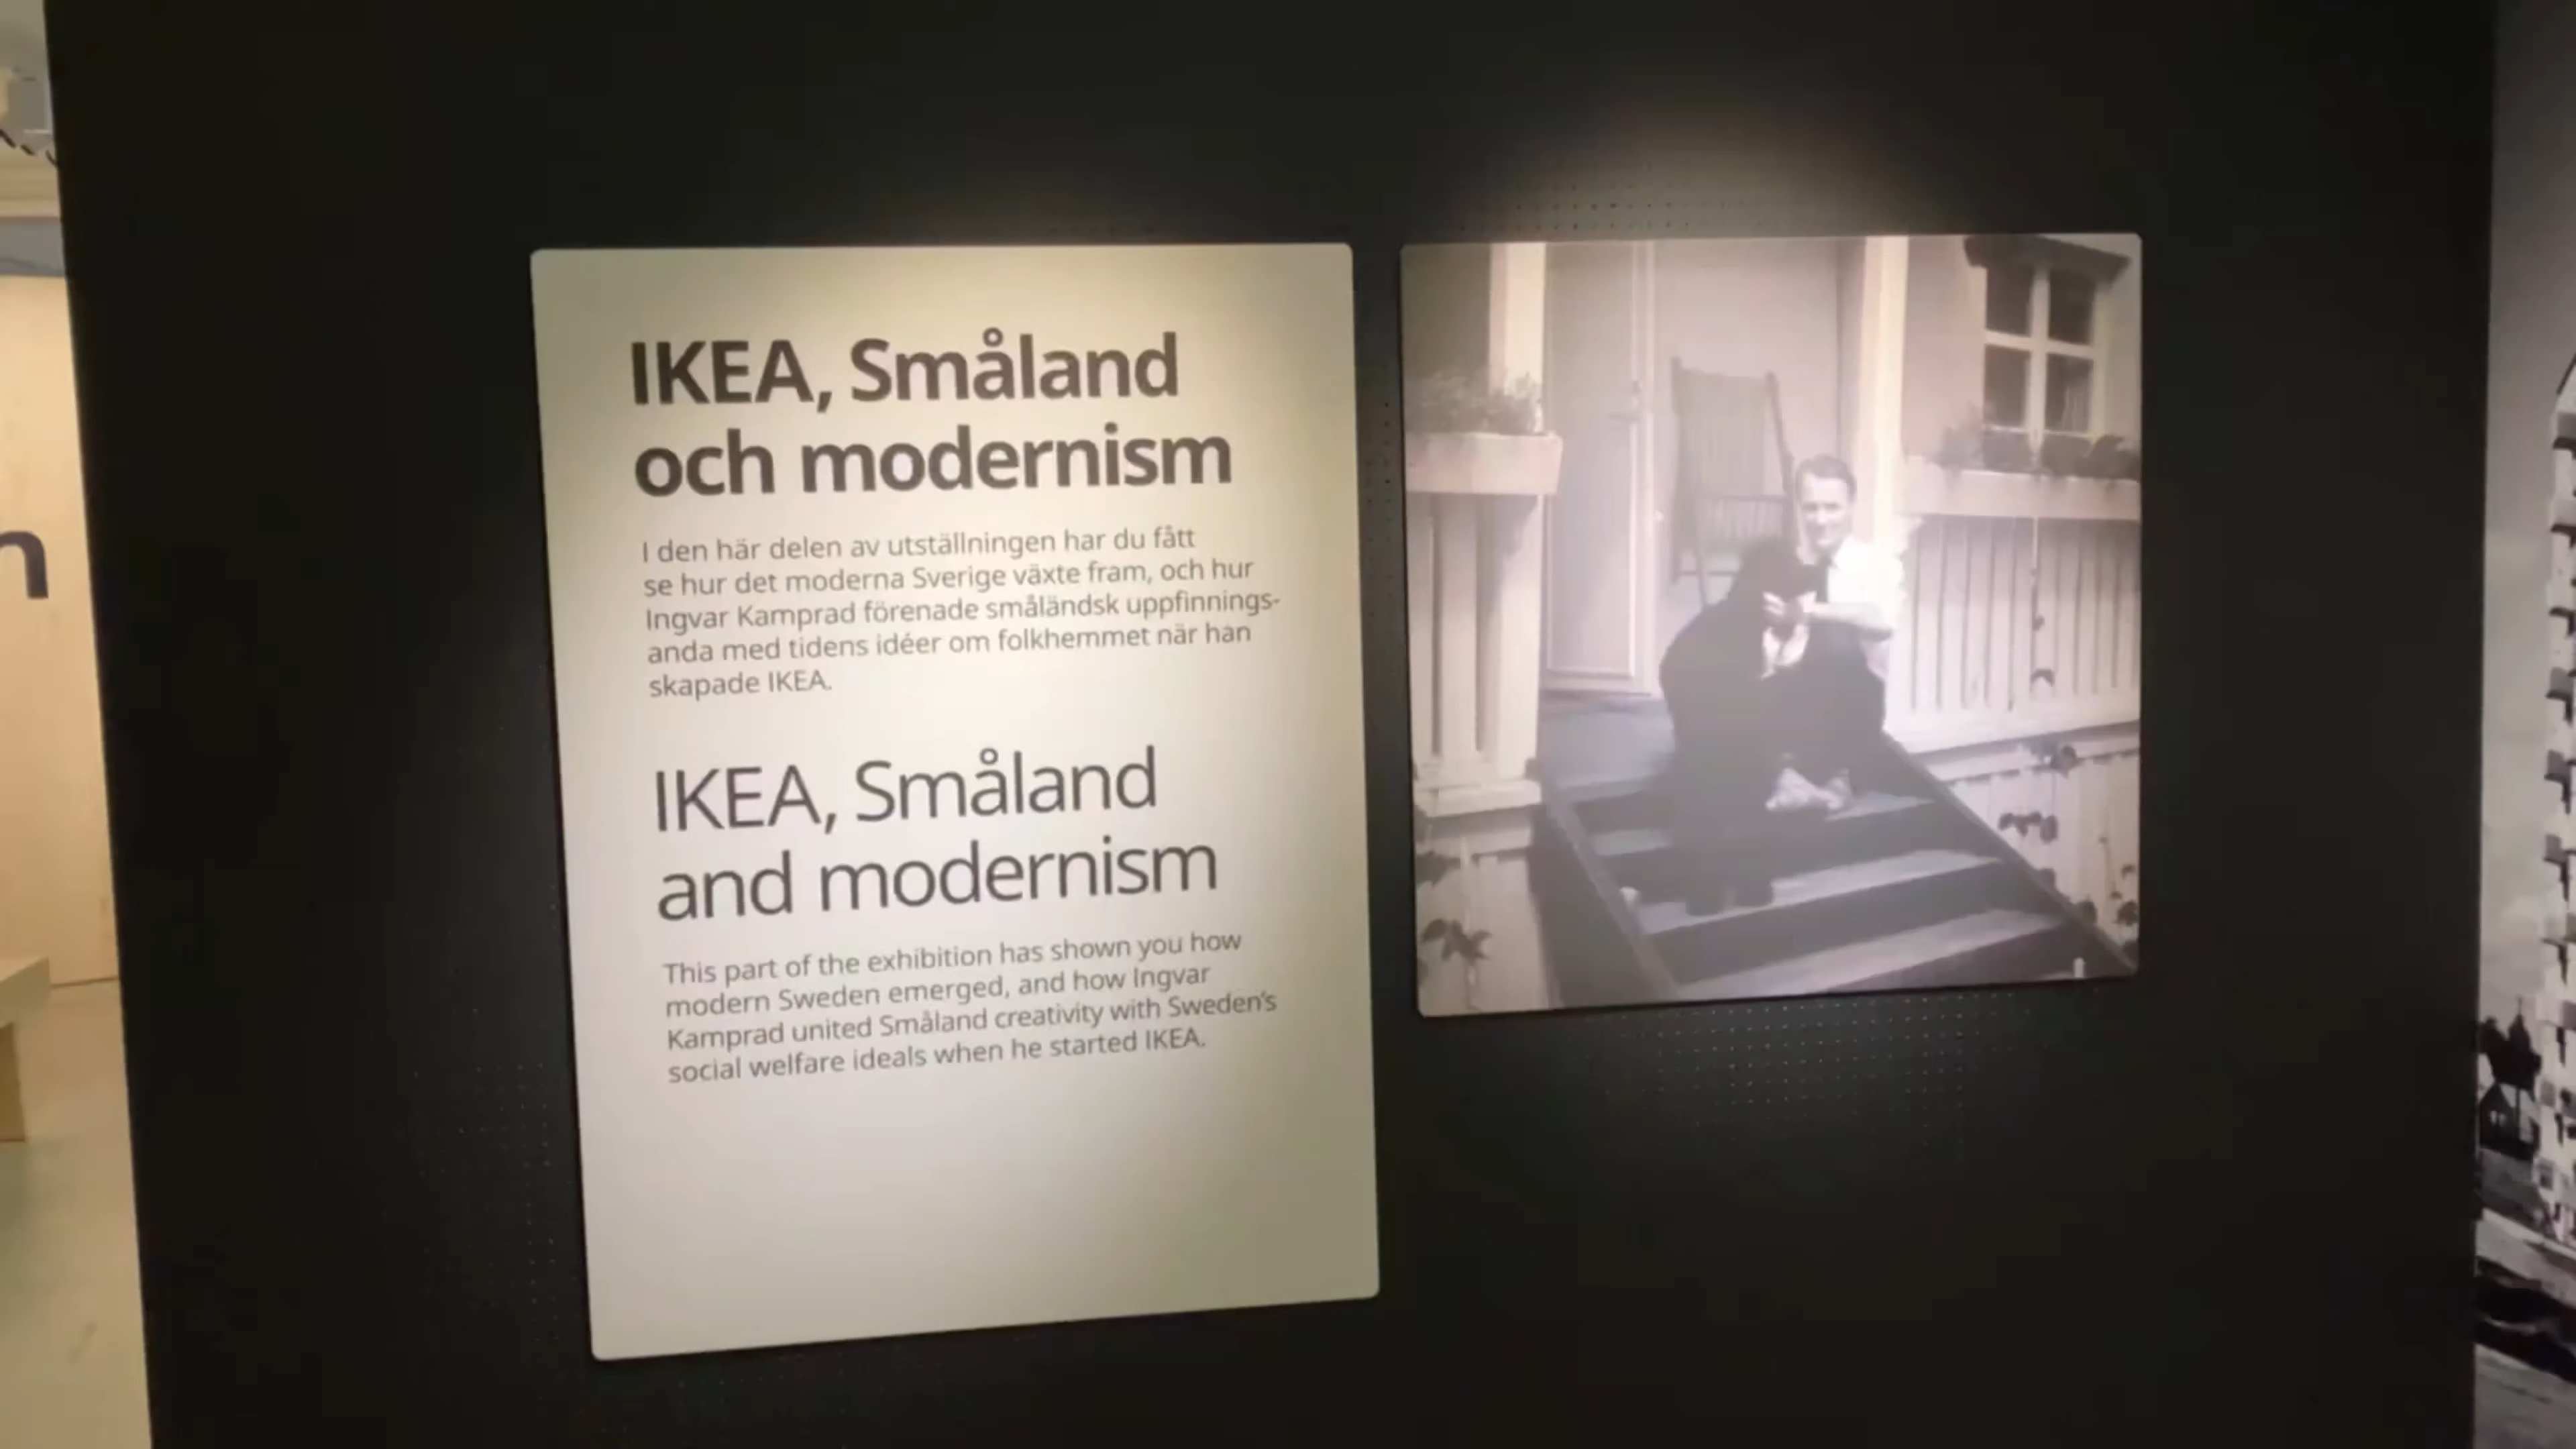 n
IKEA, Småland
och modernism
I den här delen av utställningen har du fått
se hur det moderna Sverige växte fram, och hur
Ingvar Kamprad förenade småländsk uppfinnings-
anda med tidens idéer om folkhemmet när han
skapade IKEA.
IKEA, Småland
and modernism
This part of the exhibition has shown you how
modern Sweden emerged, and how Ingvar
Kamprad united Småland creativity with Sweden's
social welfare ideals when he started IKEA.